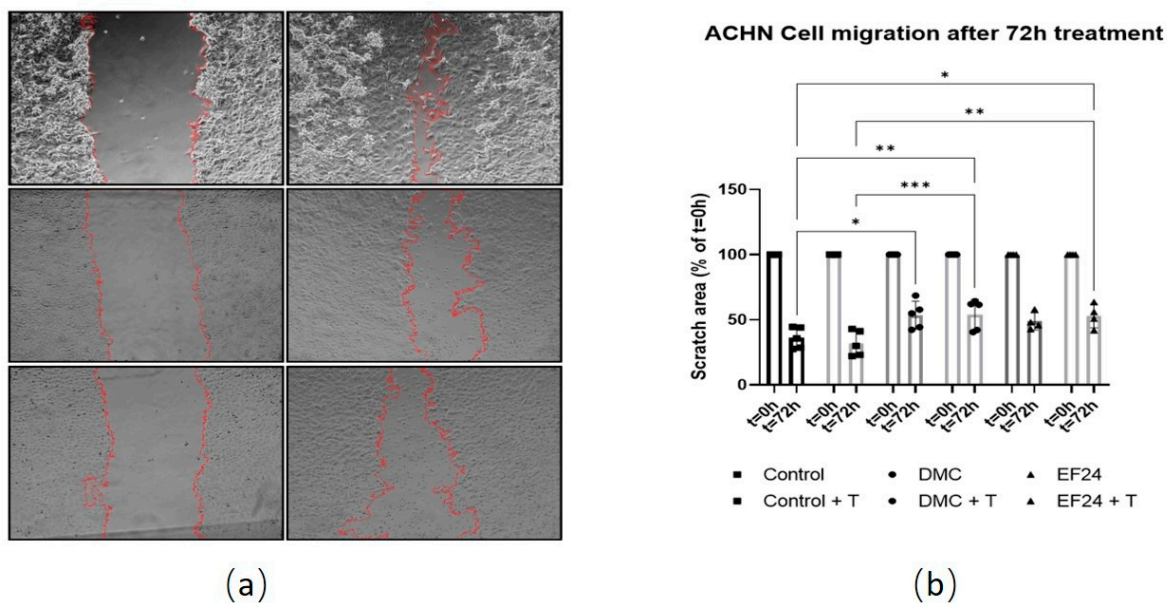 ACHN Cell migration after 72h treatment
*
**
**
***
*
150
100
50
0
Scratch area (% of t=0h)
t=0h
t=72h
t=0h
t=72h
t=0h
t=72h
t=0h
t=72h
t=0h
t=72h
t=0h
t=72h
Control DMC EF24
Control + T DMC + T EF24 + T
(a) (b)